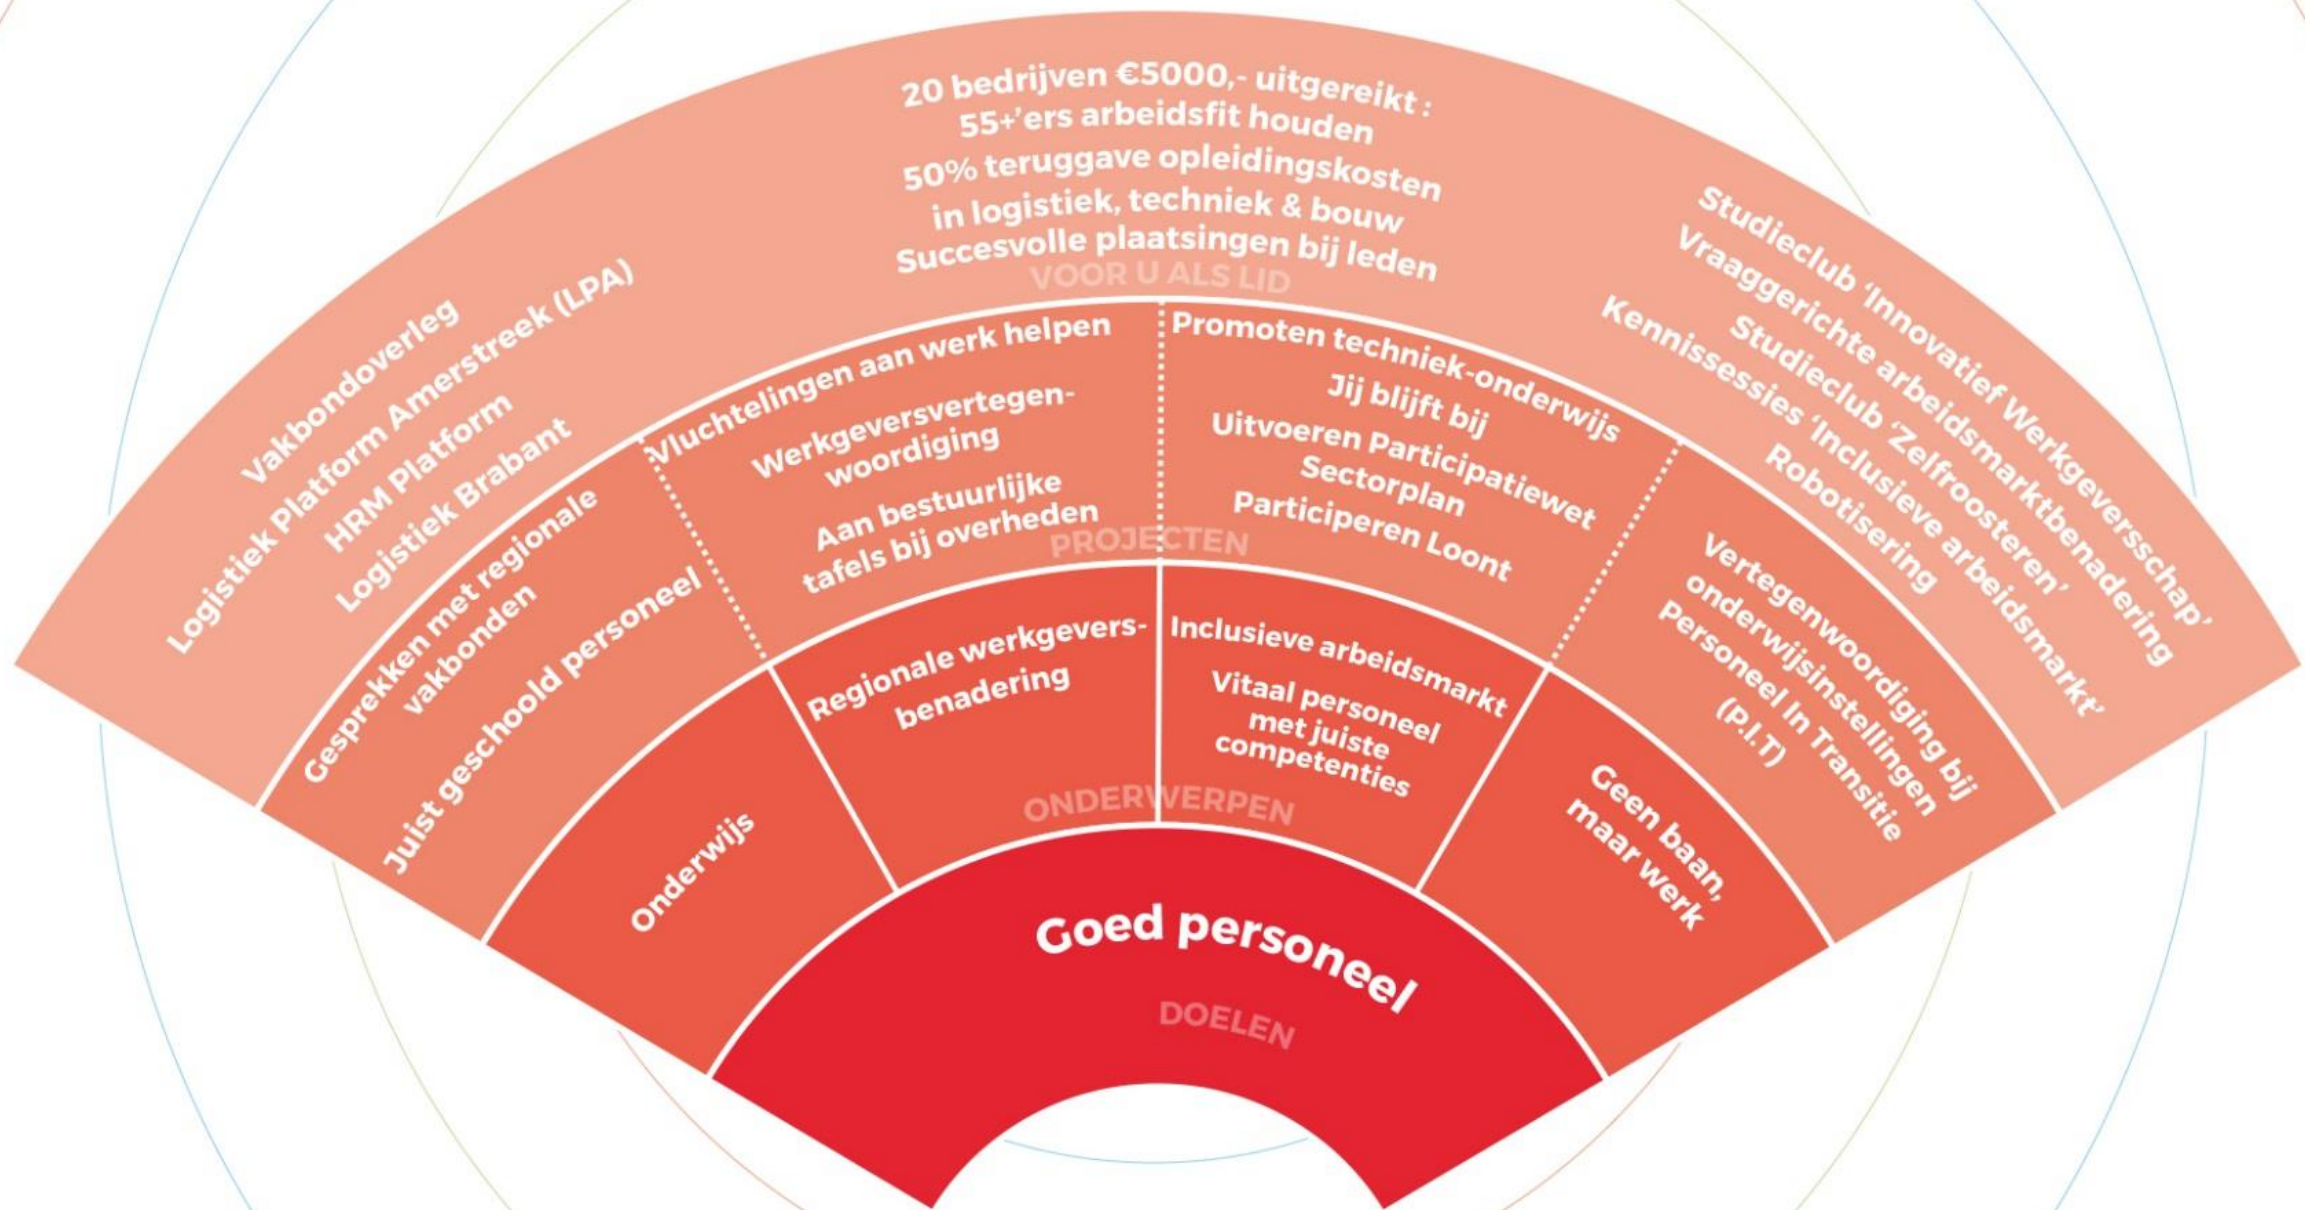 20 bedrijven €5000,- uitgereikt :
55+'ers arbeidsfit houden
50% teruggave opleidingskosten
in logistiek, techniek & bouw
Succesvolle plaatsingen bij leden
VOOR U ALS LID
Vakbondoverleg
Logistiek Platform Amerstreek (LPA)
HRM Platform
Logistiek Brabant
Studieclub ‘Innovatief Werkgeversschap’
Vraaggerichte arbeidsmarktbenadering
Studieclub ‘Zelfroosteren’
Kennissessies ‘Inclusieve arbeidsmarkt’
Robotisering
Gesprekken met regionale
vakbonden
Juist geschoold personeel
Vluchtelingen aan werk helpen
Werkgeversvertegen-
woordiging
Aan bestuurlijke
tafels bij overheden
Promoten techniek-onderwijs
Jij blijft bij
Uitvoeren Participatiewet
Sectorplan
Participeren Loont
PROJECTEN
Vertegenwoordiging bij
onderwijsinstellingen
Personeel In Transitie
(P.I.T)
Onderwijs
Regionale werkgevers-
benadering
Inclusieve arbeidsmarkt
Vitaal personeel
met juiste
competenties
Geen baan,
maar werk
ONDERWERPEN
Goed personeel
DOELEN